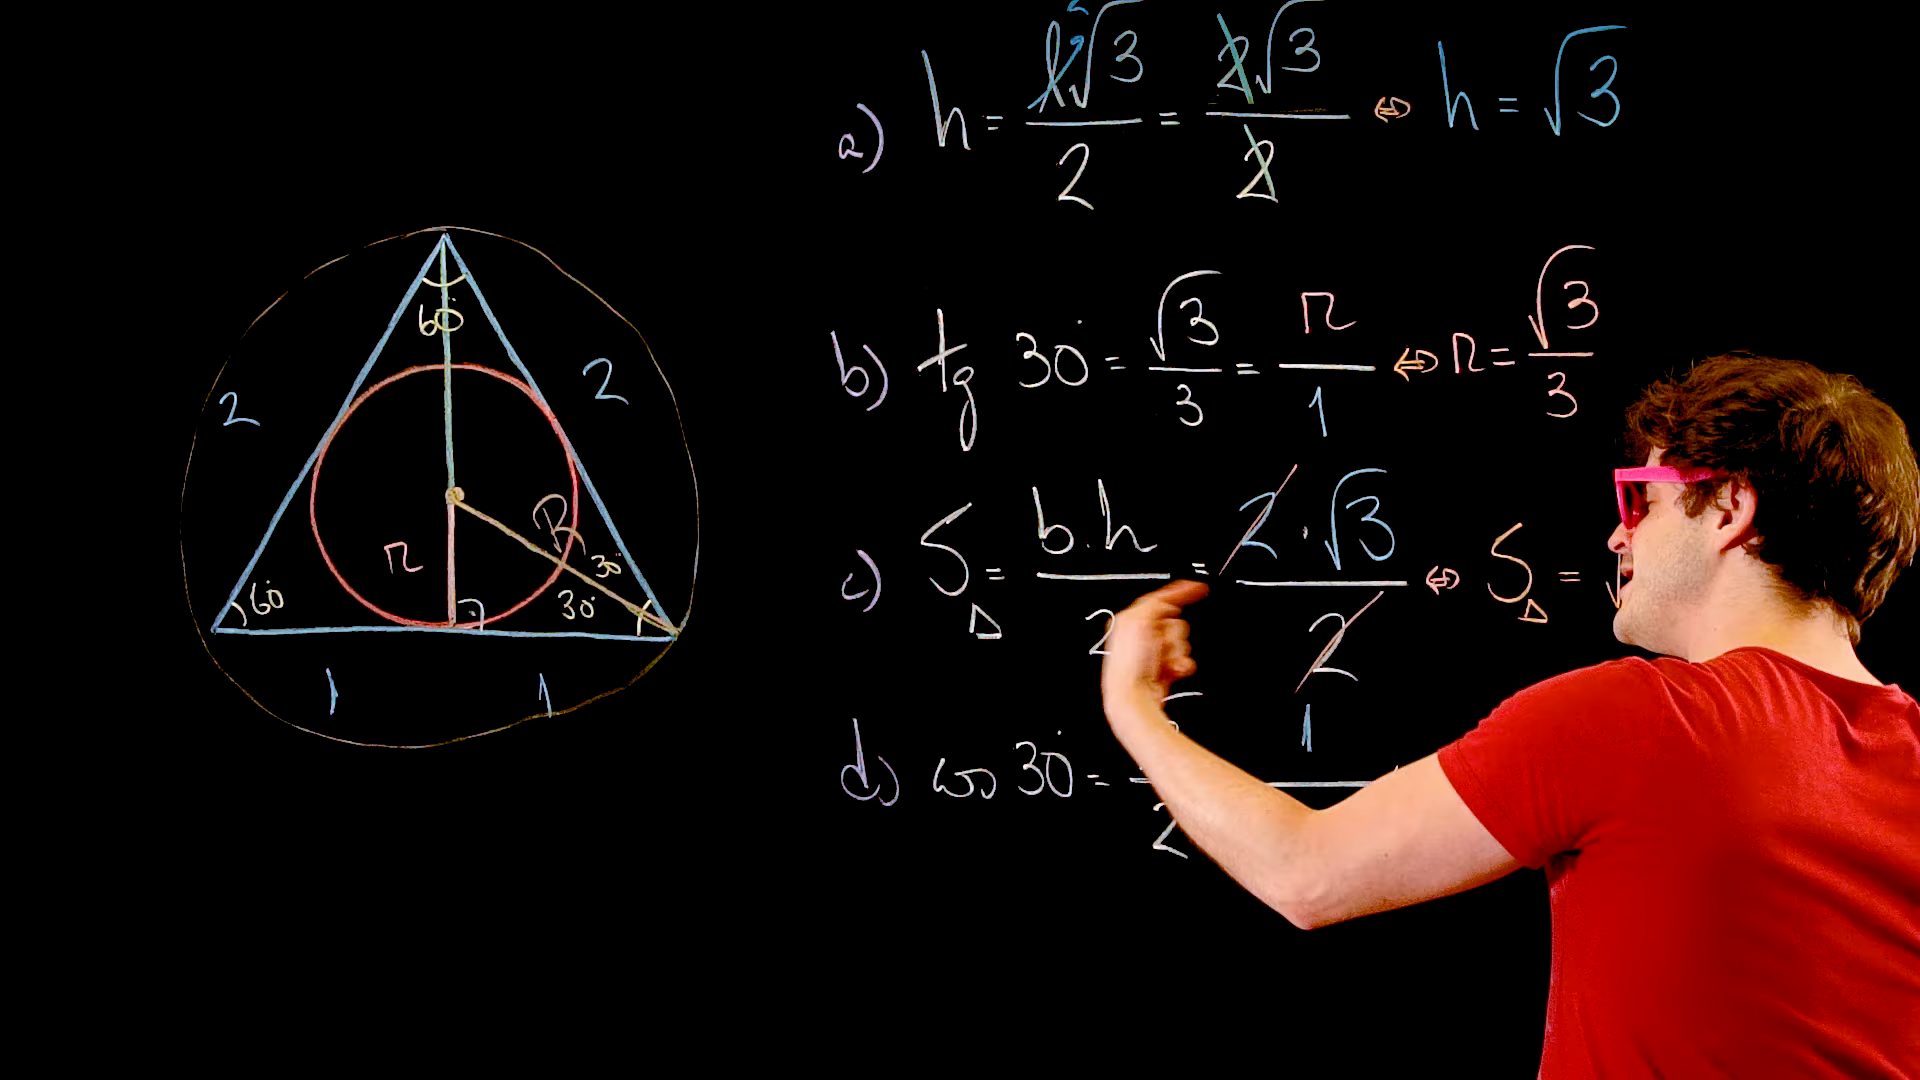 a) h = ℓ√3 / 2 = 2√3 / 2 ⇔ h = √3
b) tg 30° = √3 / 3 = r / 1 ⇔ r = √3 / 3
c) S△ = b.h / 2 = 2·√3 / 2 ⇔ S△ =
d) cos 30° = / 2 1
60°
2 2
R
r 30°
60° 30°
1 1